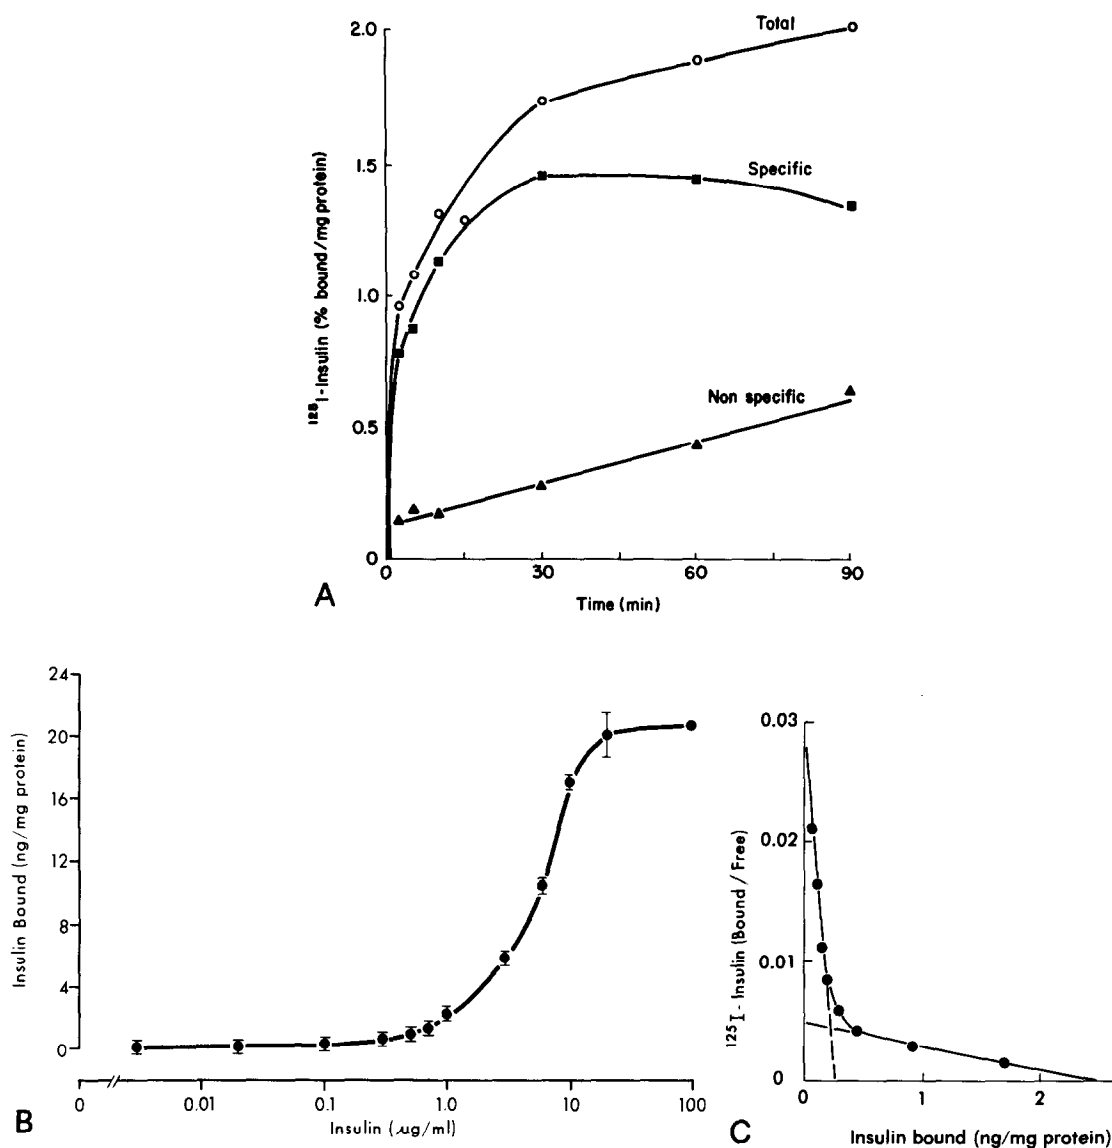 Total
2.0
Specific
1.5
1.0
Non specific
0.5
0
¹²⁵I-Insulin (% bound/mg protein)
0 30 60 90
Time (min)
A
24
20
16
12
8
4
0
Insulin Bound (ng/mg protein)
0 0.01 0.1 1.0 10 100
Insulin (μg/ml)
B
0.03
0.02
0.01
0
¹²⁵I-Insulin (Bound/Free)
0 1 2
Insulin bound (ng/mg protein)
C